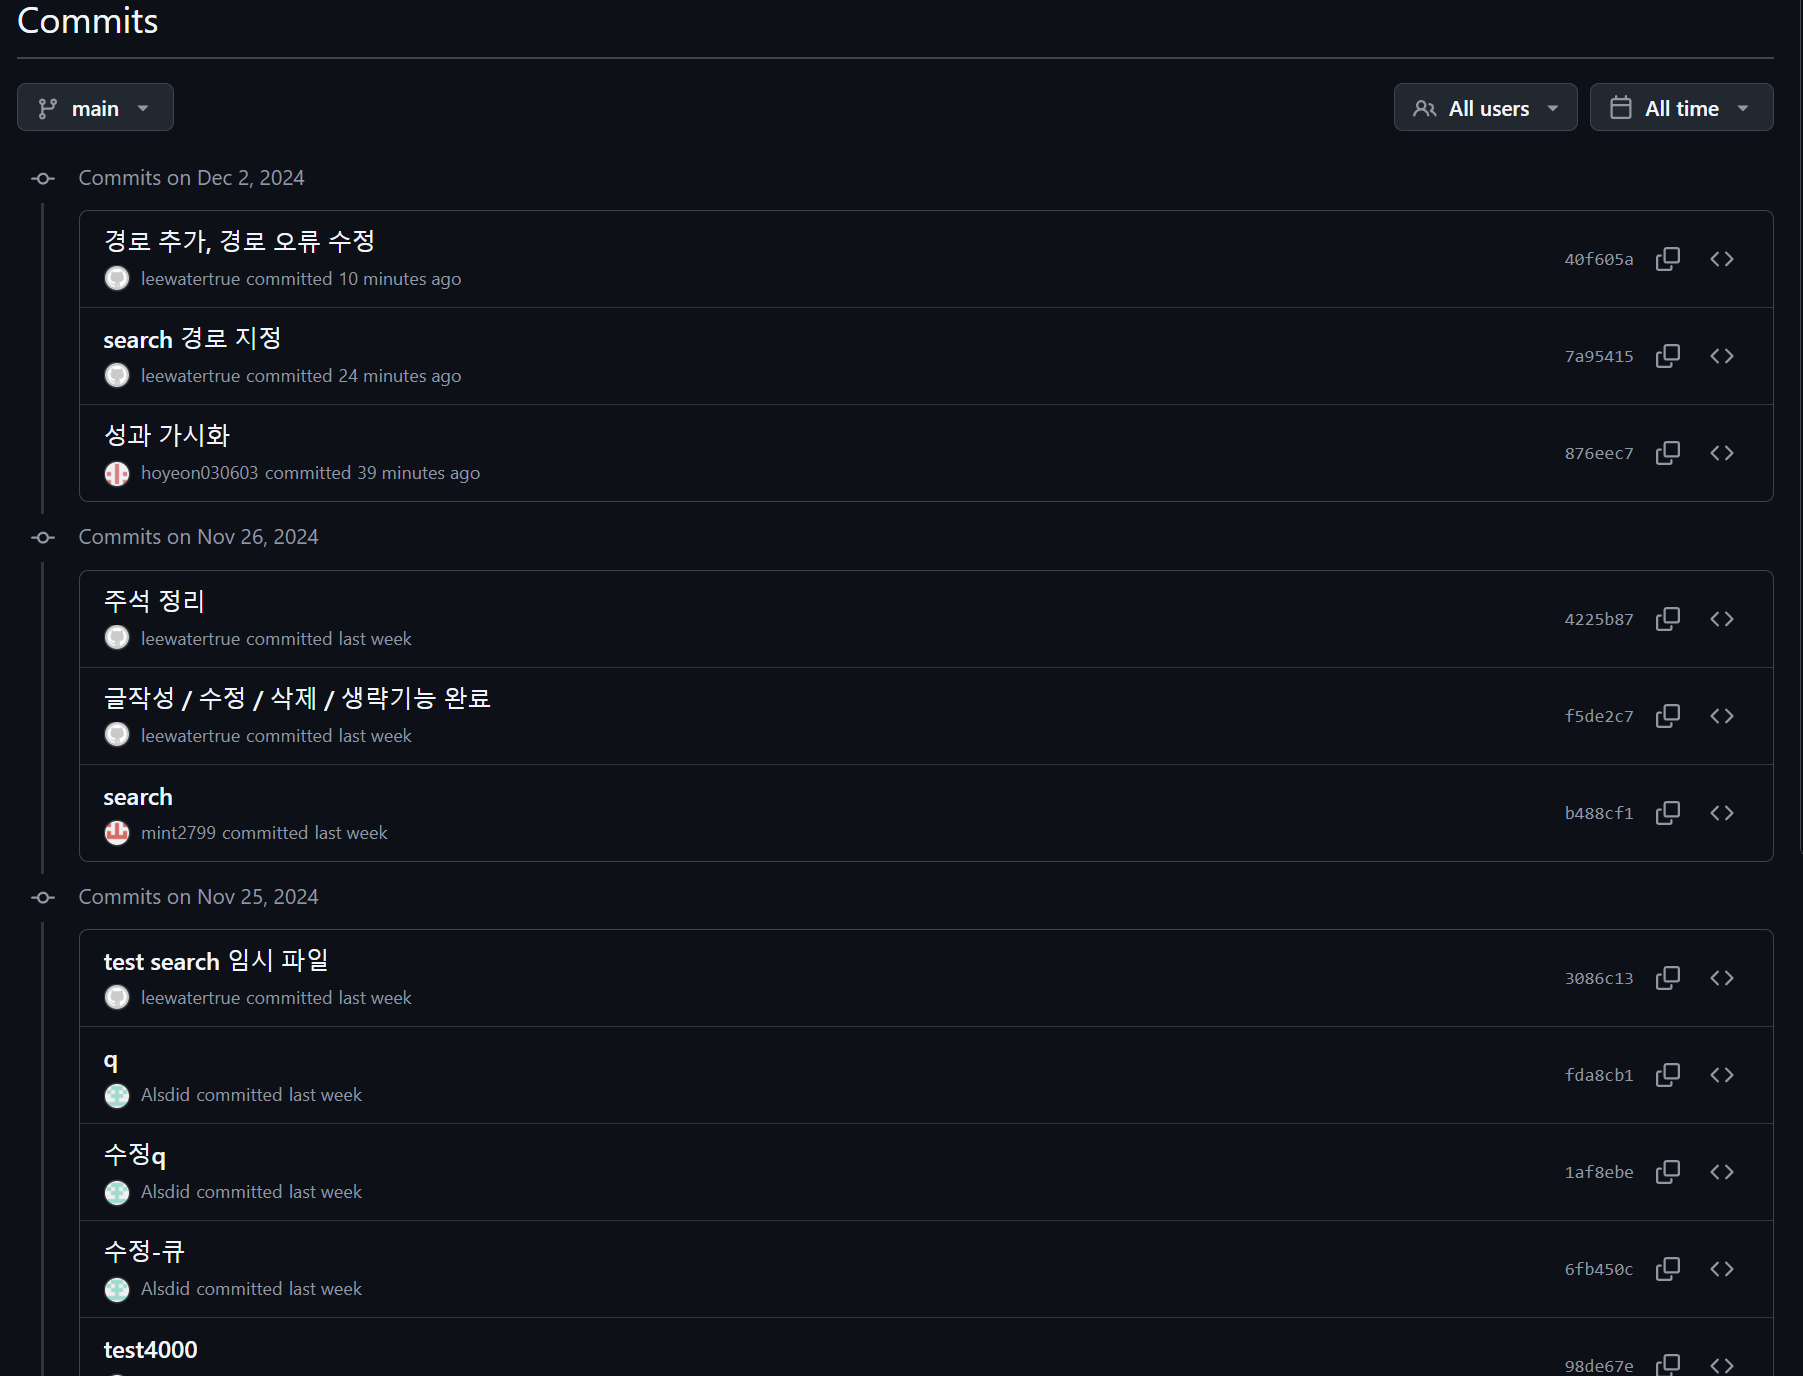 Commits
main
All users
All time
Commits on Dec 2, 2024
경로 추가, 경로 오류 수정
40f605a
leewatertrue committed 10 minutes ago
search 경로 지정
7a95415
leewatertrue committed 24 minutes ago
성과 가시화
876eec7
hoyeon030603 committed 39 minutes ago
Commits on Nov 26, 2024
주석 정리
4225b87
leewatertrue committed last week
글작성 / 수정 / 삭제 / 생략기능 완료
f5de2c7
leewatertrue committed last week
search
b488cf1
mint2799 committed last week
Commits on Nov 25, 2024
test search 임시 파일
3086c13
leewatertrue committed last week
q
fda8cb1
Alsdid committed last week
수정q
1af8ebe
Alsdid committed last week
수정-큐
6fb450c
Alsdid committed last week
test4000
98de67e